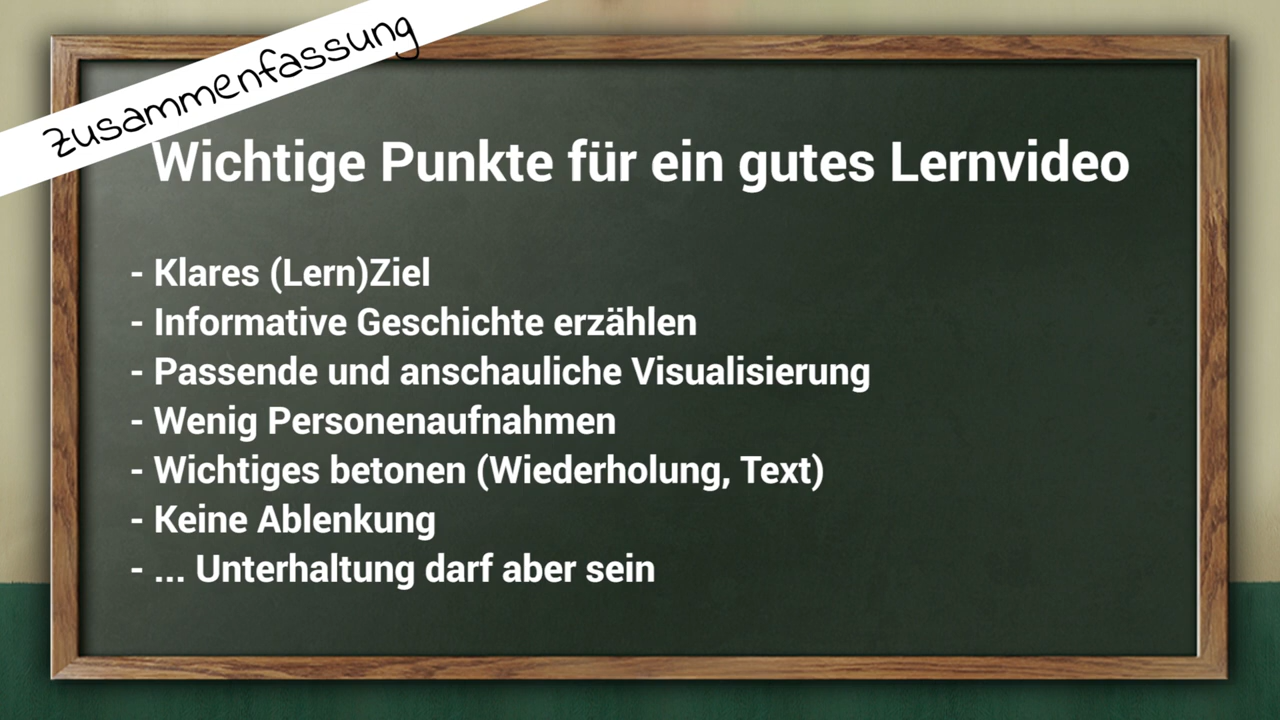 Zusammenfassung
Wichtige Punkte für ein gutes Lernvideo
- Klares (Lern)Ziel
- Informative Geschichte erzählen
- Passende und anschauliche Visualisierung
- Wenig Personenaufnahmen
- Wichtiges betonen (Wiederholung, Text)
- Keine Ablenkung
- ... Unterhaltung darf aber sein